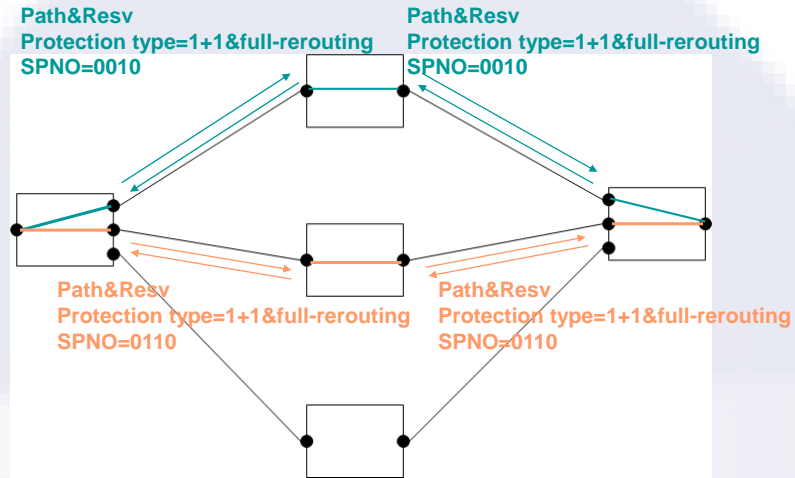 Path&Resv
Protection type=1+1&full-rerouting
SPNO=0010
Path&Resv
Protection type=1+1&full-rerouting
SPNO=0010
Path&Resv
Protection type=1+1&full-rerouting
SPNO=0110
Path&Resv
Protection type=1+1&full-rerouting
SPNO=0110